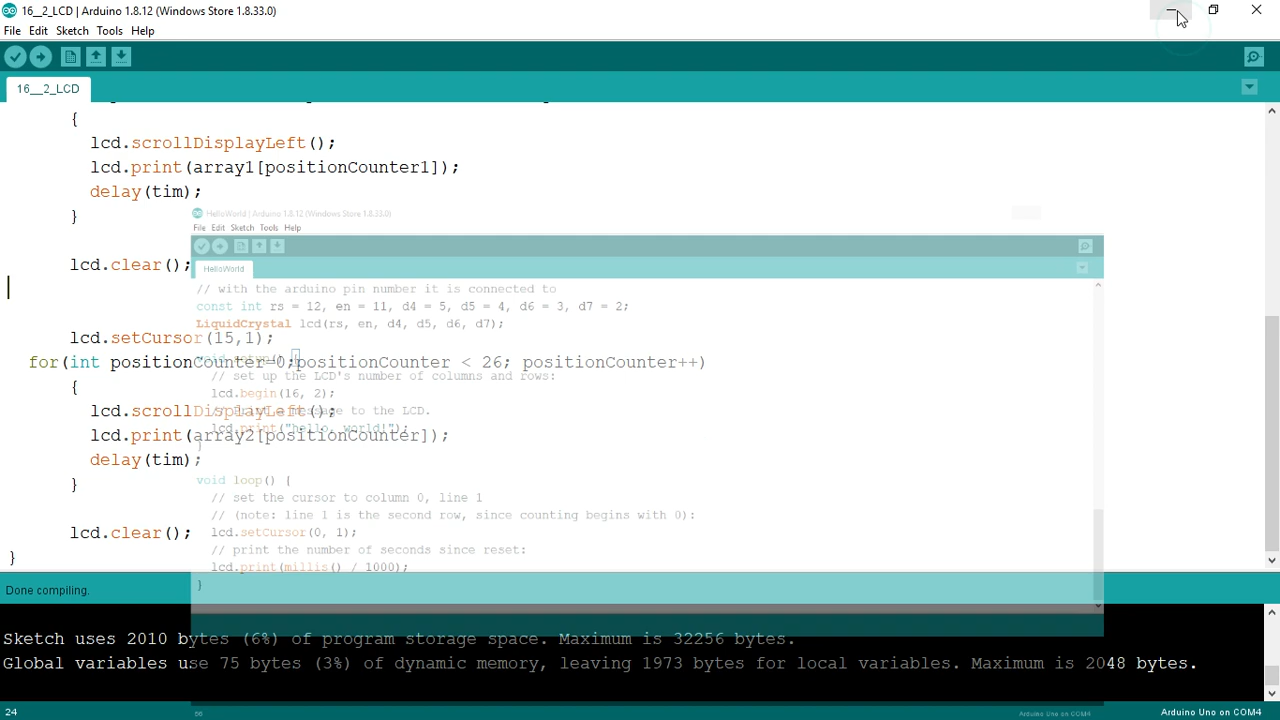 16__2_LCD | Arduino 1.8.12 (Windows Store 1.8.33.0)
File Edit Sketch Tools Help
16__2_LCD
{
lcd.scrollDisplayLeft();
lcd.print(array1[positionCounter1]);
delay(tim);
}
lcd.clear();
lcd.setCursor(15,1);
for(int positionCounter=0;positionCounter < 26; positionCounter++)
{
lcd.scrollDisplayLeft();
lcd.print(array2[positionCounter]);
delay(tim);
}
lcd.clear();
}
HelloWorld | Arduino 1.8.12 (Windows Store 1.8.33.0)
File Edit Sketch Tools Help
HelloWorld
// with the arduino pin number it is connected to
const int rs = 12, en = 11, d4 = 5, d5 = 4, d6 = 3, d7 = 2;
LiquidCrystal lcd(rs, en, d4, d5, d6, d7);
void setup() {
// set up the LCD's number of columns and rows:
lcd.begin(16, 2);
// Print a message to the LCD.
lcd.print("hello, world!");
}
void loop() {
// set the cursor to column 0, line 1
// (note: line 1 is the second row, since counting begins with 0):
lcd.setCursor(0, 1);
// print the number of seconds since reset:
lcd.print(millis() / 1000);
}
Done compiling.
Sketch uses 2010 bytes (6%) of program storage space. Maximum is 32256 bytes.
Global variables use 75 bytes (3%) of dynamic memory, leaving 1973 bytes for local variables. Maximum is 2048 bytes.
24 Arduino Uno on COM4
Arduino Uno on COM4